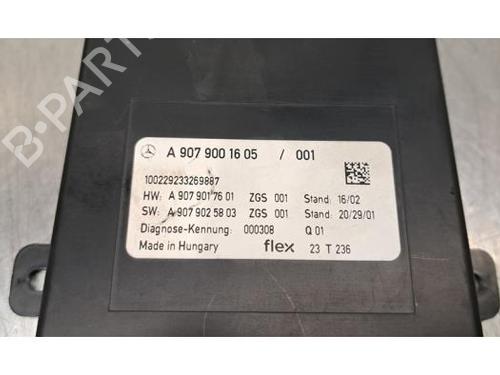 B-PARTS
A 907 900 16 05 / 001
100229233269887
HW: A 907 901 76 01 ZGS 001 Stand: 16/02
SW: A 907 902 58 03 ZGS 001 Stand: 20/29/01
Diagnose-Kennung: 000308 Q 01
Made in Hungary flex 23 T 236